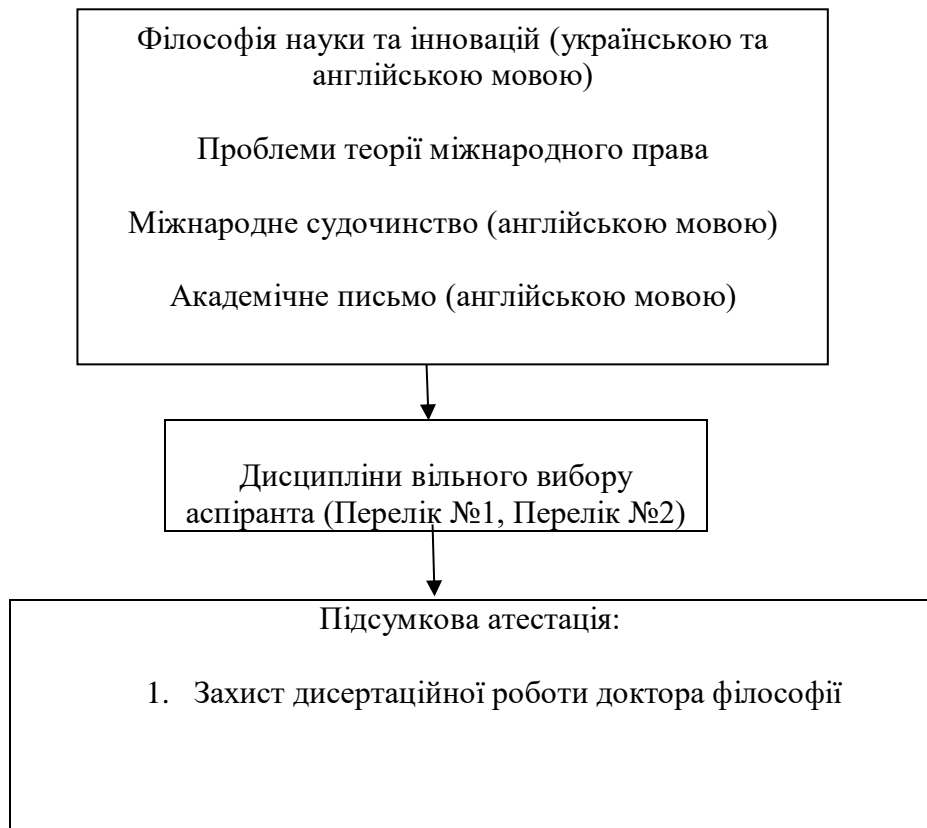 Філософія науки та інновацій (українською та
англійською мовою)
Проблеми теорії міжнародного права
Міжнародне судочинство (англійською мовою)
Академічне письмо (англійською мовою)
Дисципліни вільного вибору
аспіранта (Перелік №1, Перелік №2)
Підсумкова атестація:
1. Захист дисертаційної роботи доктора філософії